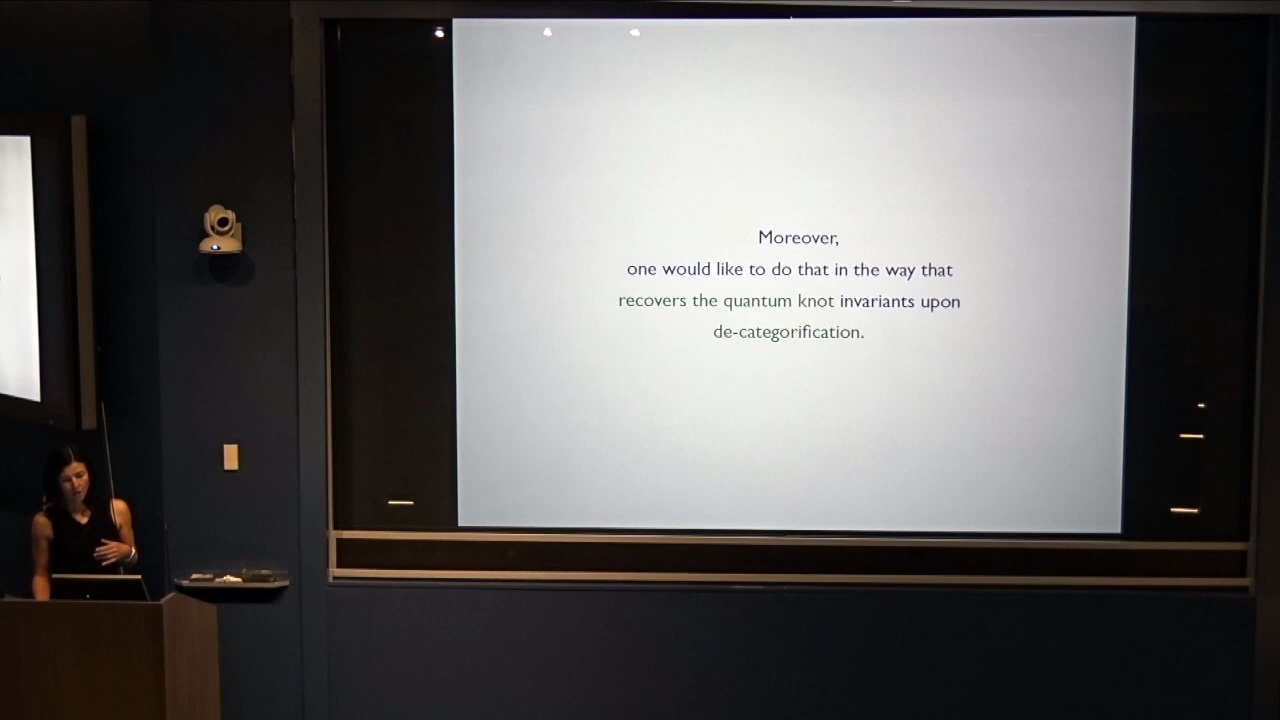 Moreover,
one would like to do that in the way that
recovers the quantum knot invariants upon
de-categorification.